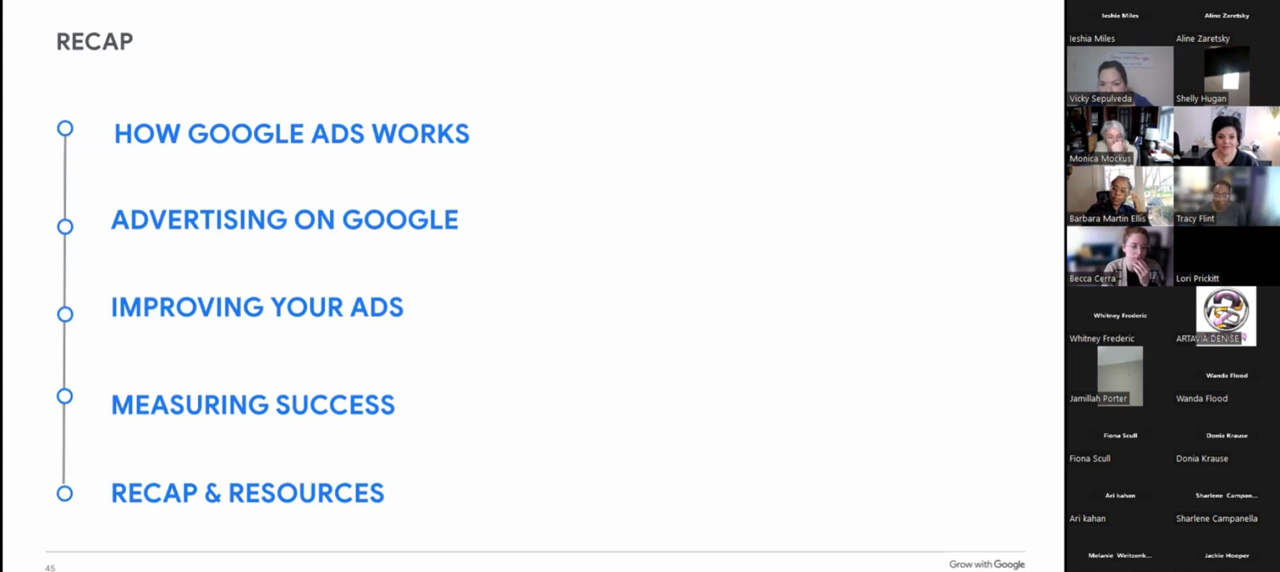 RECAP
HOW GOOGLE ADS WORKS
ADVERTISING ON GOOGLE
IMPROVING YOUR ADS
MEASURING SUCCESS
RECAP & RESOURCES
45
Grow with Google
Ieshia Miles
Aline Zaretsky
Ieshia Miles
Aline Zaretsky
Vicky Sepulveda
Shelly Hugan
Monica Mockus
Barbara Martin Ellis
Tracy Flint
Becca Cerra
Lori Prickitt
Whitney Frederic
Whitney Frederic
ARTAVIA DENISE
Wanda Flood
Jamillah Porter
Wanda Flood
Fiona Scull
Donia Krause
Fiona Scull
Donia Krause
Ari kahan
Sharlene Campan...
Ari kahan
Sharlene Campanella
Melanie Weitzenk...
Jackie Hooper